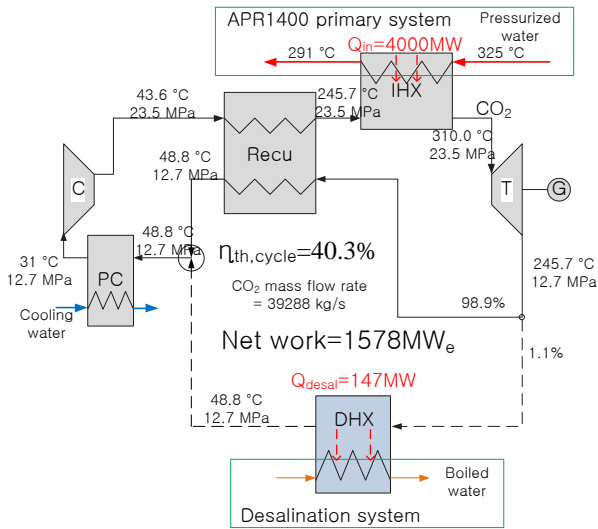 APR1400 primary system
Pressurized
water
Qin=4000MW
291 °C
325 °C
IHX
43.6 °C
23.5 MPa
245.7 °C
23.5 MPa
CO2
310.0 °C
23.5 MPa
Recu
48.8 °C
12.7 MPa
C
T
G
48.8 °C
12.7 MPa
31 °C
12.7 MPa
PC
Cooling
water
ηth,cycle=40.3%
CO2 mass flow rate
= 39288 kg/s
245.7 °C
12.7 MPa
98.9%
Net work=1578MWe
1.1%
Qdesal=147MW
48.8 °C
12.7 MPa
DHX
Boiled
water
Desalination system